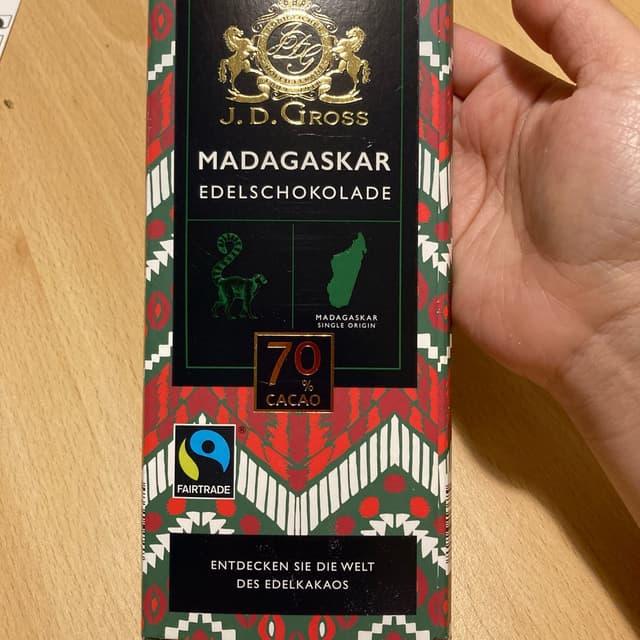 J. D. GROSS
MADAGASKAR
EDELSCHOKOLADE
MADAGASKAR
SINGLE ORIGIN
70
%
CACAO
FAIRTRADE
®
ENTDECKEN SIE DIE WELT
DES EDELKAKAOS